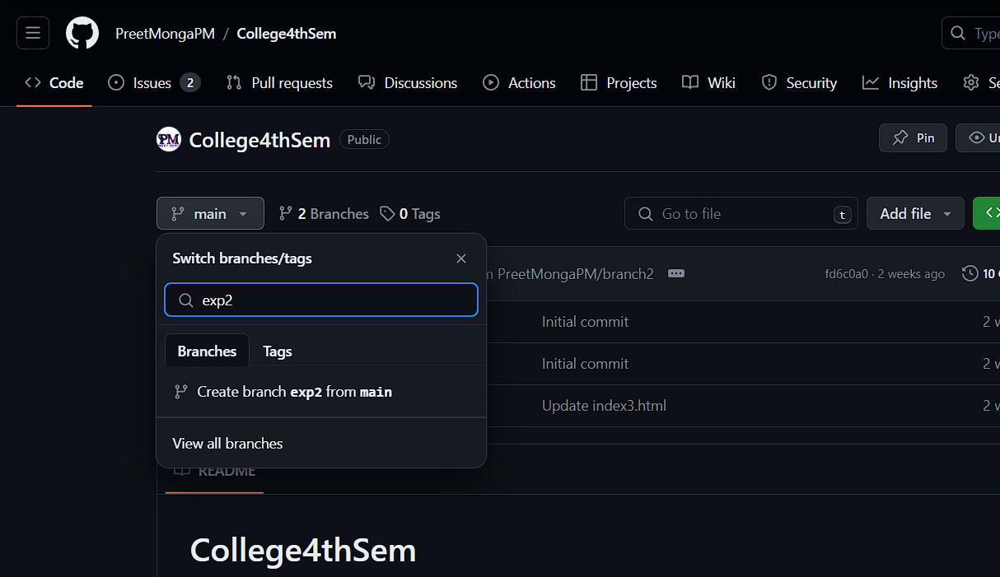 PreetMongaPM / College4thSem
Type
Code Issues 2 Pull requests Discussions Actions Projects Wiki Security Insights
PM College4thSem Public Pin
main 2 Branches 0 Tags Go to file t Add file
Switch branches/tags
PreetMongaPM/branch2 fd6c0a0 · 2 weeks ago 10
exp2
Initial commit 2
Branches Tags
Initial commit 2
Create branch exp2 from main
Update index3.html 2
View all branches
README
College4thSem